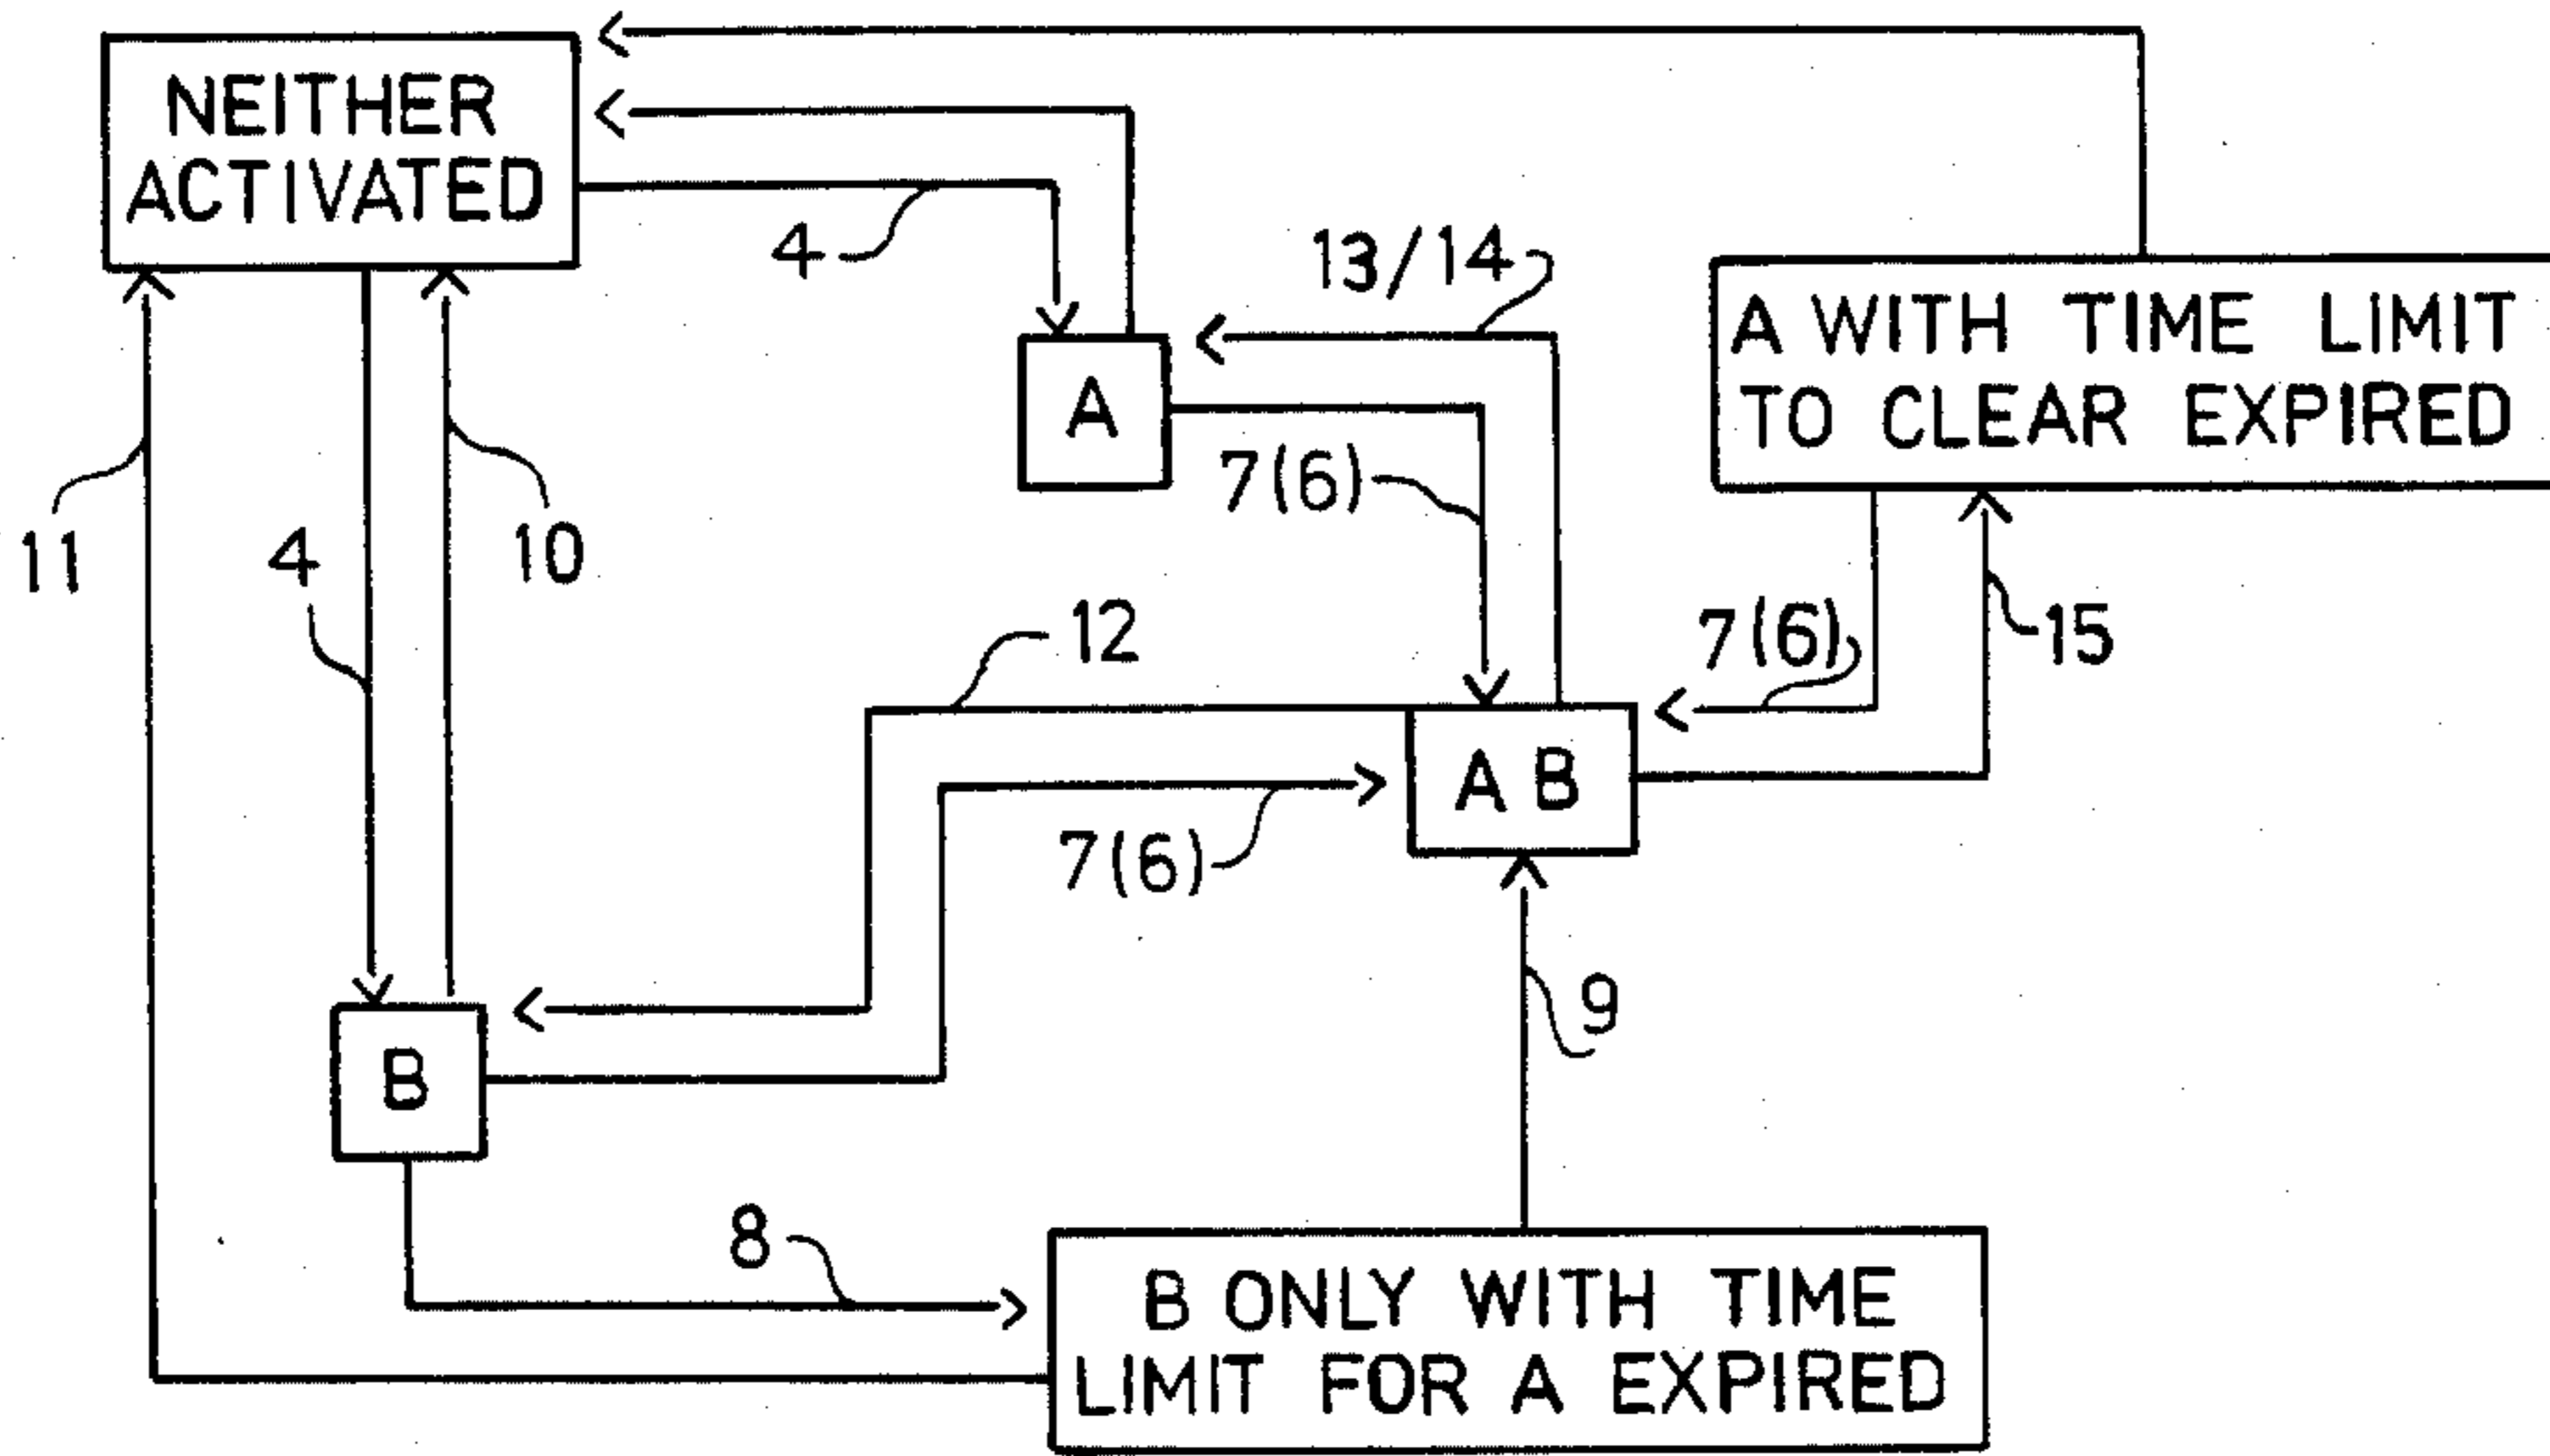 NEITHER
ACTIVATED
4
13/14
A WITH TIME LIMIT
TO CLEAR EXPIRED
A
7(6)
11
4
10
12
7(6)
15
A B
7(6)
9
B
8
B ONLY WITH TIME
LIMIT FOR A EXPIRED